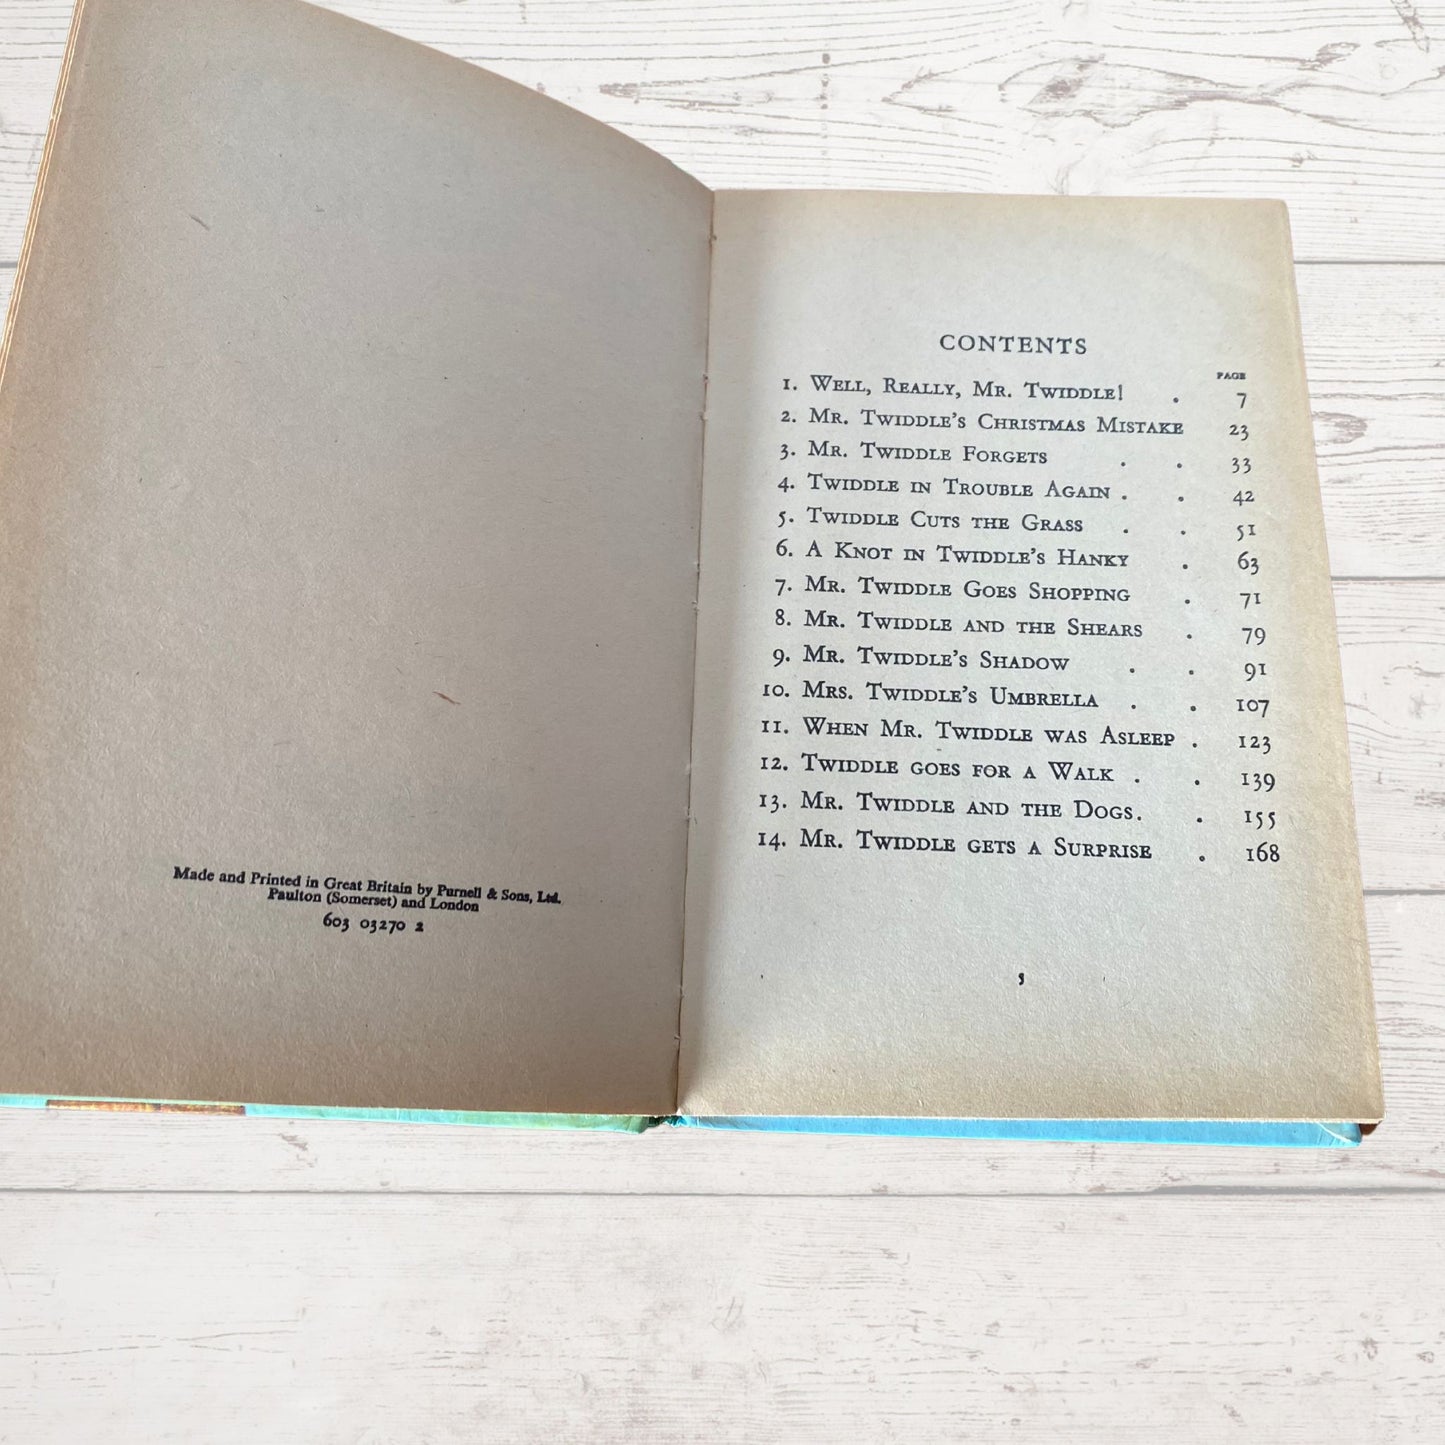 Made and Printed in Great Britain by Purnell & Sons, Ltd.
Paulton (Somerset) and London
603 03270 2
CONTENTS
PAGE
1. Well, Really, Mr. Twiddle! . 7
2. Mr. Twiddle's Christmas Mistake 23
3. Mr. Twiddle Forgets . . 33
4. Twiddle in Trouble Again . . 42
5. Twiddle Cuts the Grass . . 51
6. A Knot in Twiddle's Hanky . 63
7. Mr. Twiddle Goes Shopping . 71
8. Mr. Twiddle and the Shears . 79
9. Mr. Twiddle's Shadow . . 91
10. Mrs. Twiddle's Umbrella . . 107
11. When Mr. Twiddle was Asleep . 123
12. Twiddle goes for a Walk . . 139
13. Mr. Twiddle and the Dogs. . 155
14. Mr. Twiddle gets a Surprise . 168
5